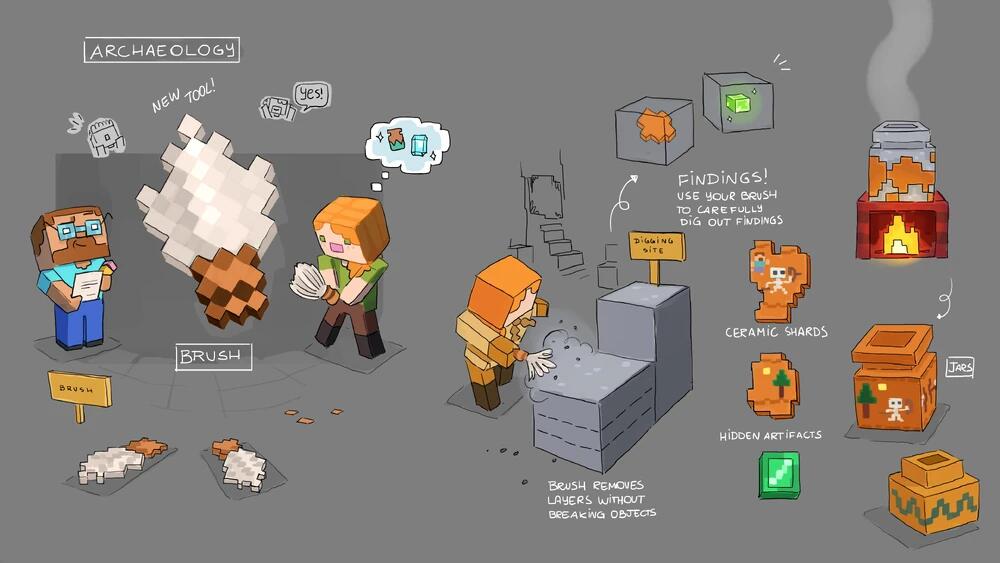 ARCHAEOLOGY
NEW TOOL!
YES!
BRUSH
BRUSH
FINDINGS!
USE YOUR BRUSH
TO CAREFULLY
DIG OUT FINDINGS
DIGGING
SITE
BRUSH REMOVES
LAYERS WITHOUT
BREAKING OBJECTS
CERAMIC SHARDS
HIDDEN ARTIFACTS
JARS